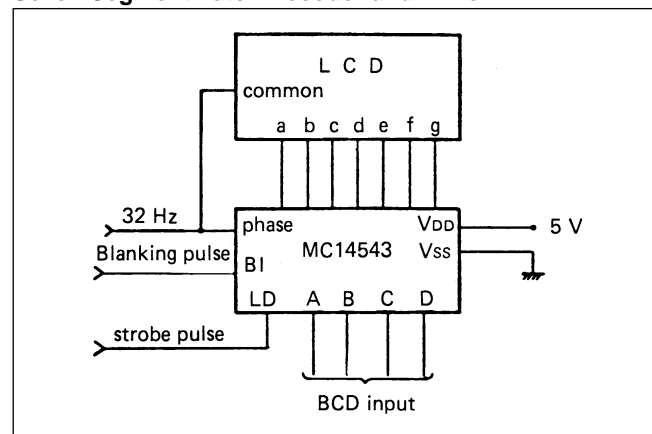 L C D
common
a b c d e f g
32 Hz
phase
VDD
5 V
Blanking pulse
BI
MC14543
VSS
LD A B C D
strobe pulse
BCD input